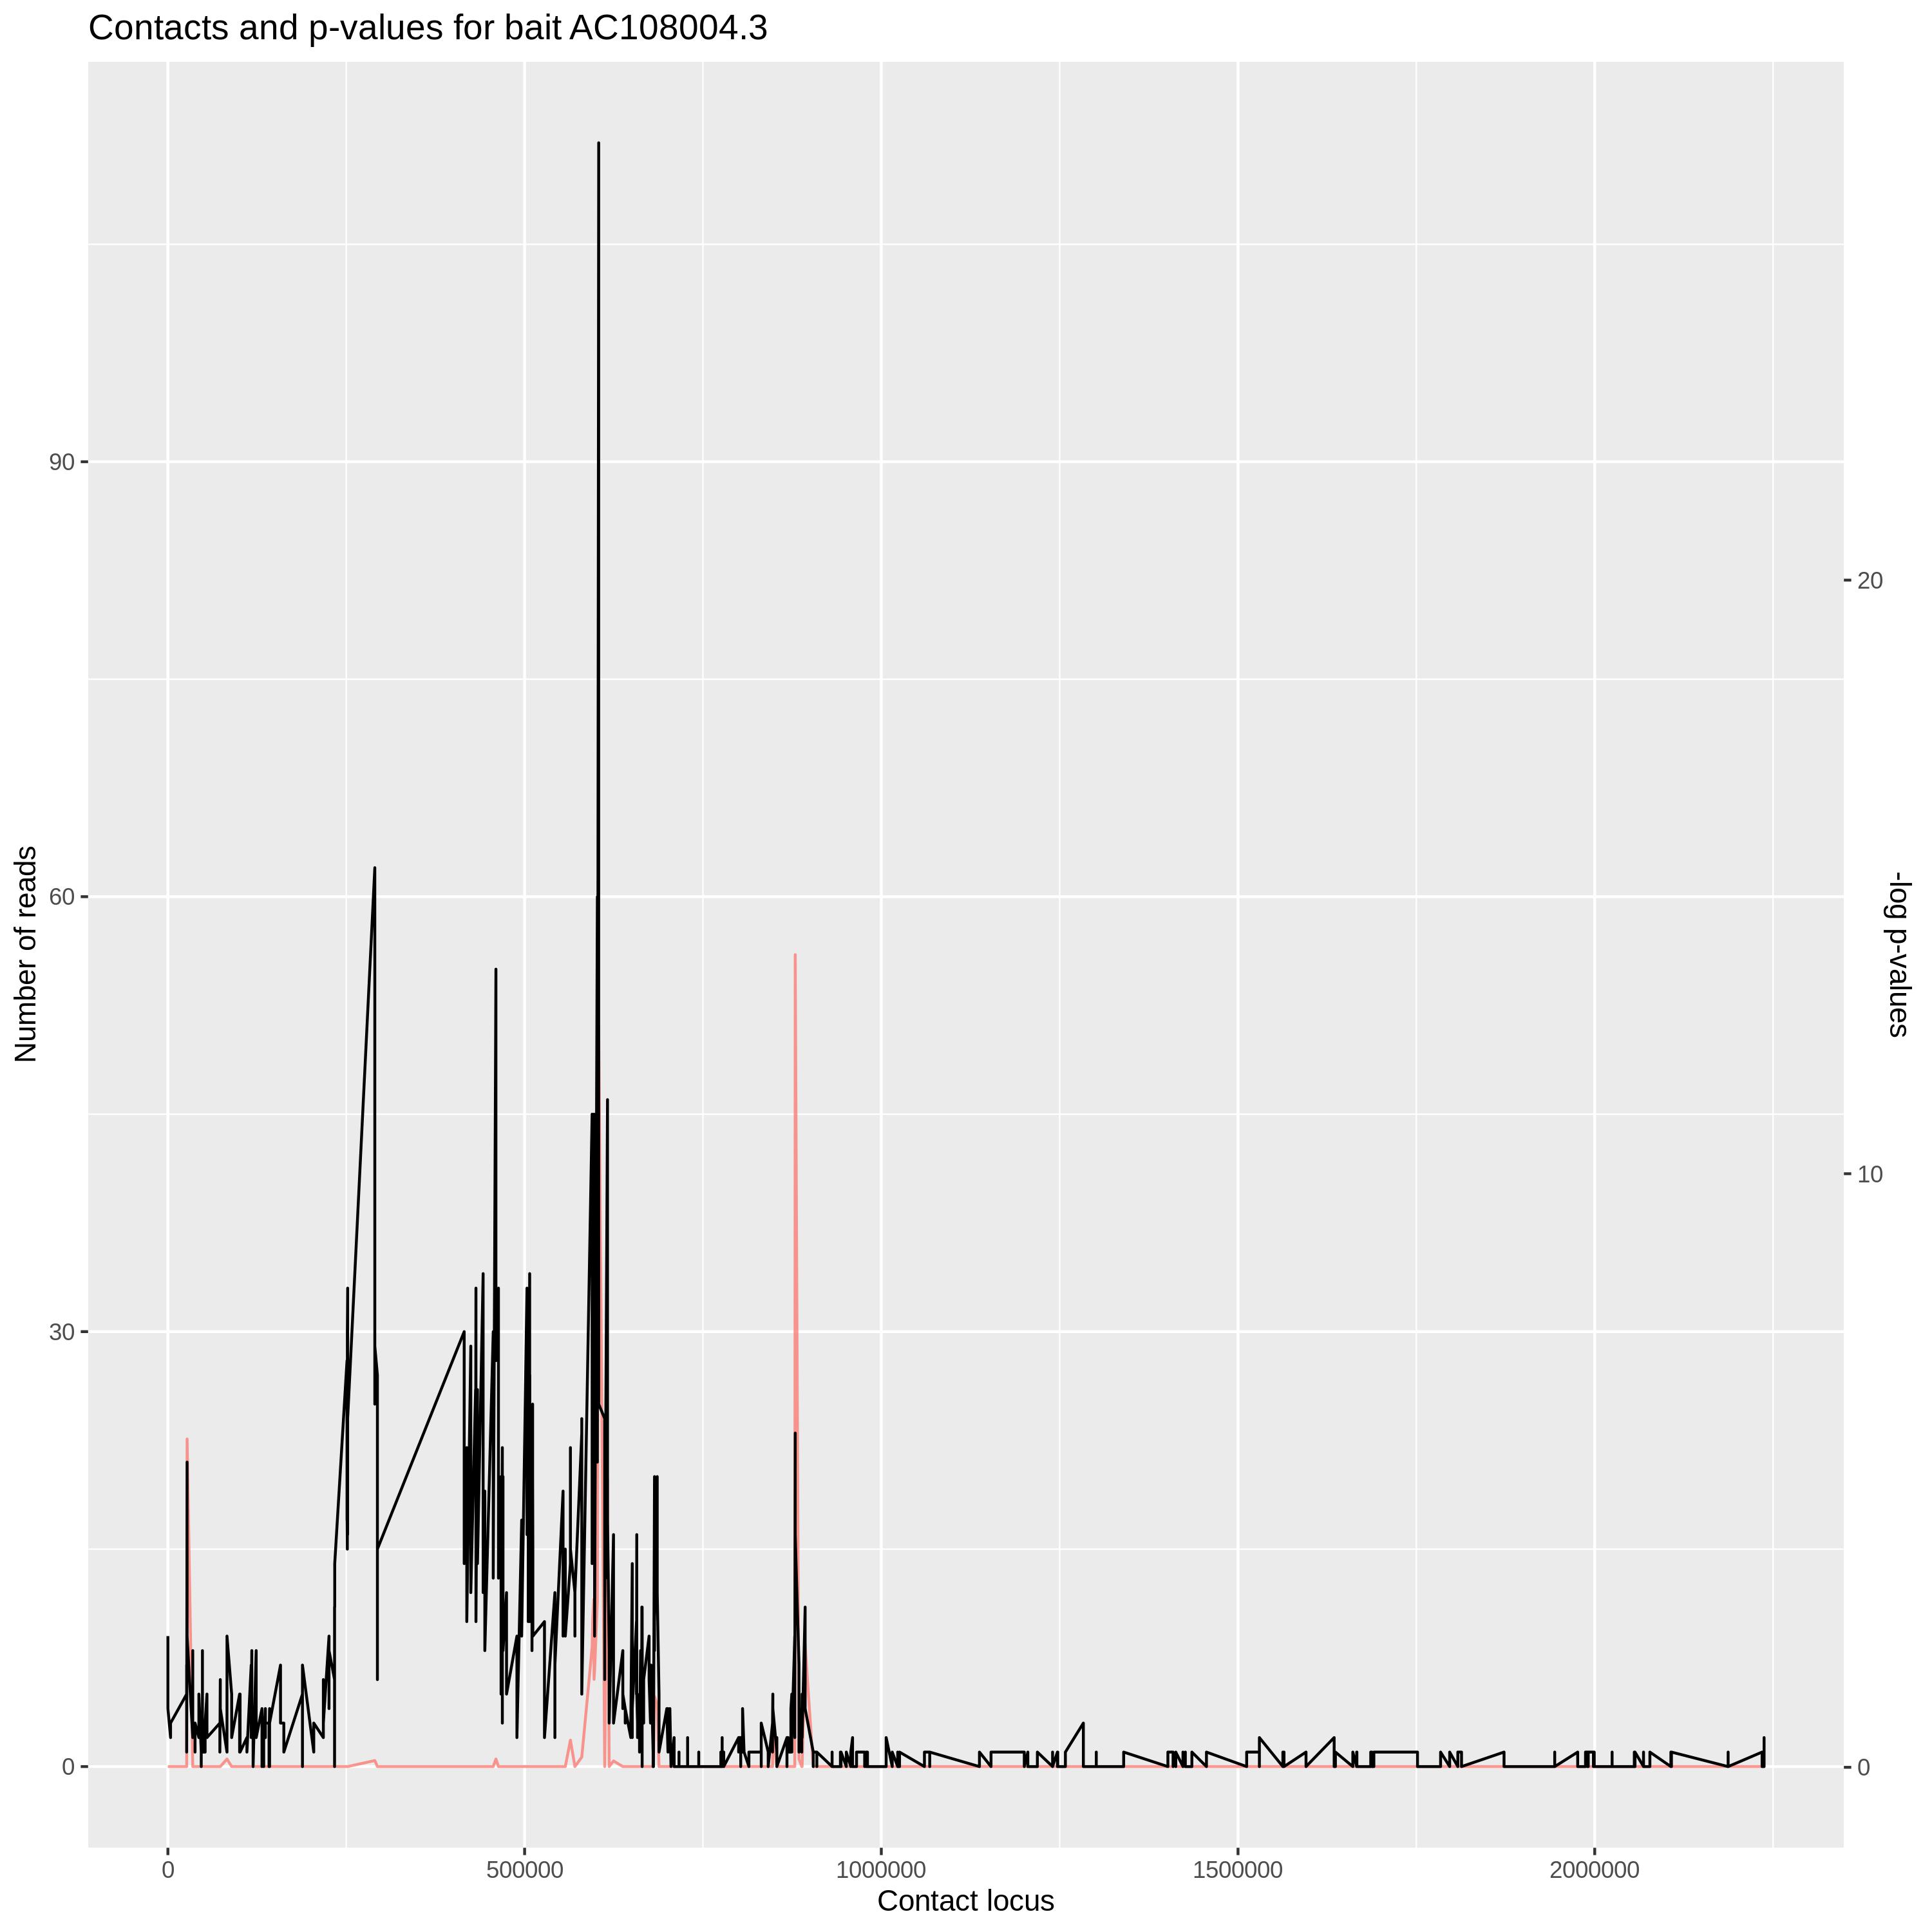 Contacts and p-values for bait AC108004.3
Number of reads
90
60
30
0
20
10
0
-log p-values
0 500000 1000000 1500000 2000000
Contact locus